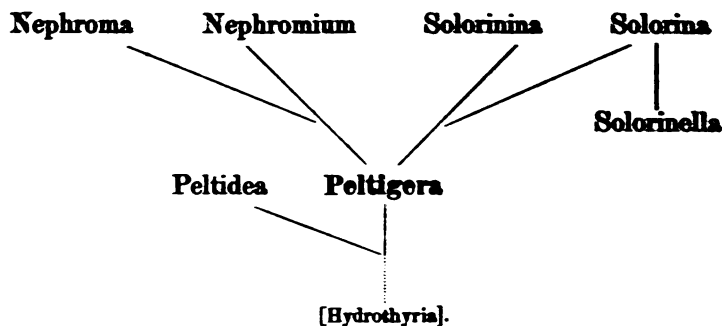 Nephroma Nephromium Solorinina Solorina
Solorinella
Peltidea Peltigera
[Hydrothyria].